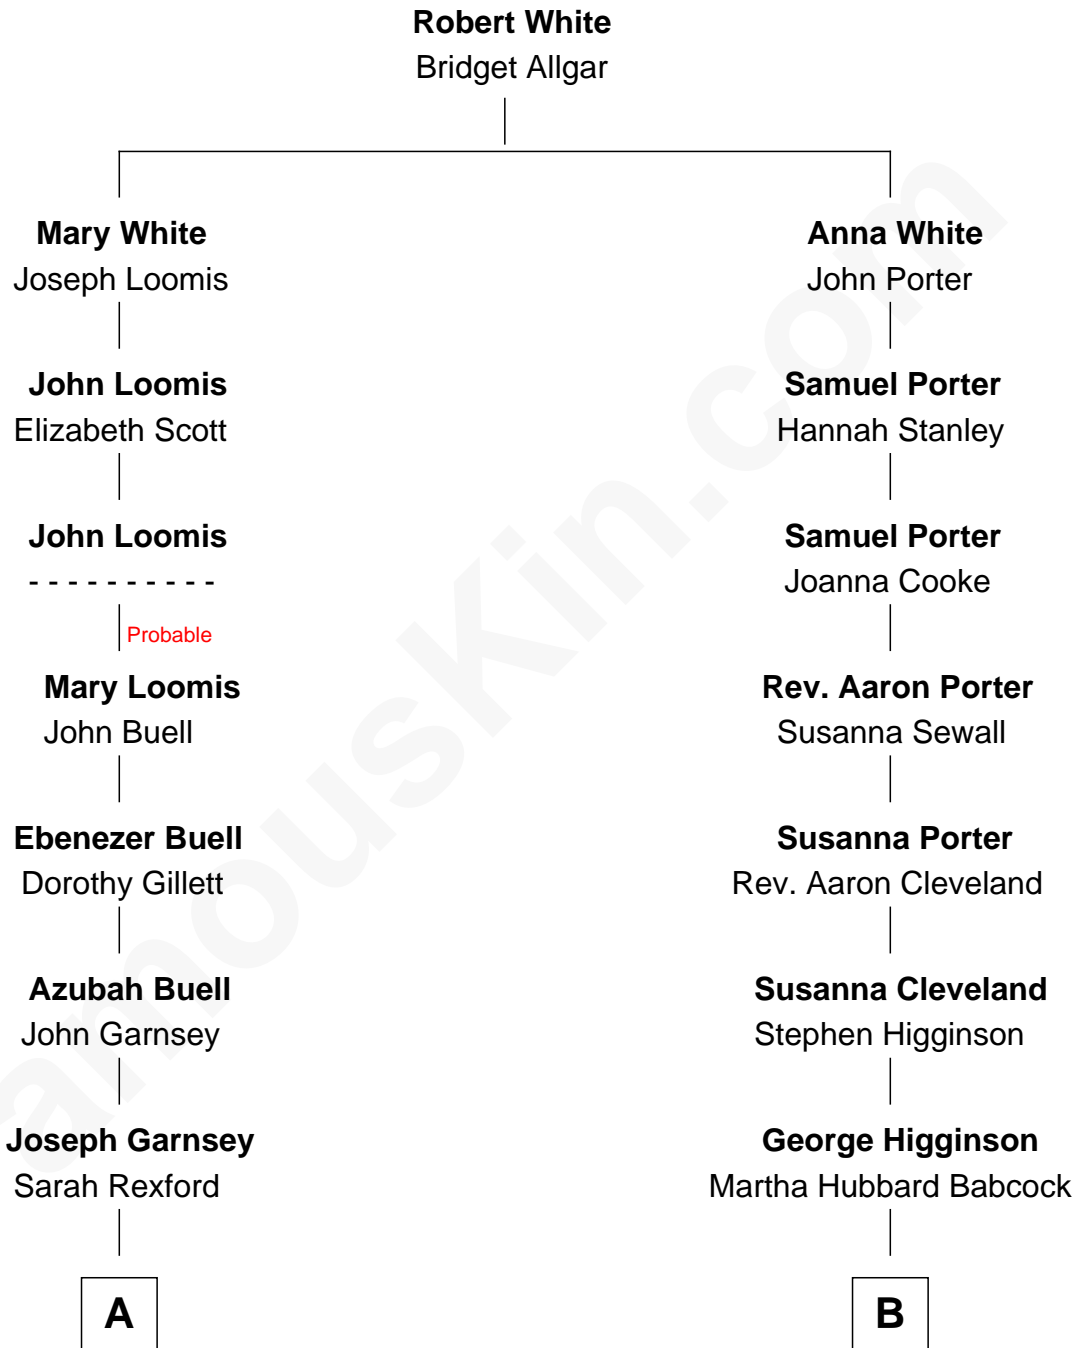 Robert White
Bridget Allgar
Mary White
Joseph Loomis
Anna White
John Porter
John Loomis
Elizabeth Scott
Samuel Porter
Hannah Stanley
John Loomis
- - - - - - - - - -
Samuel Porter
Joanna Cooke
Probable
Mary Loomis
John Buell
Rev. Aaron Porter
Susanna Sewall
Ebenezer Buell
Dorothy Gillett
Susanna Porter
Rev. Aaron Cleveland
Azubah Buell
John Garnsey
Susanna Cleveland
Stephen Higginson
Joseph Garnsey
Sarah Rexford
George Higginson
Martha Hubbard Babcock
A
B
amousKin.com